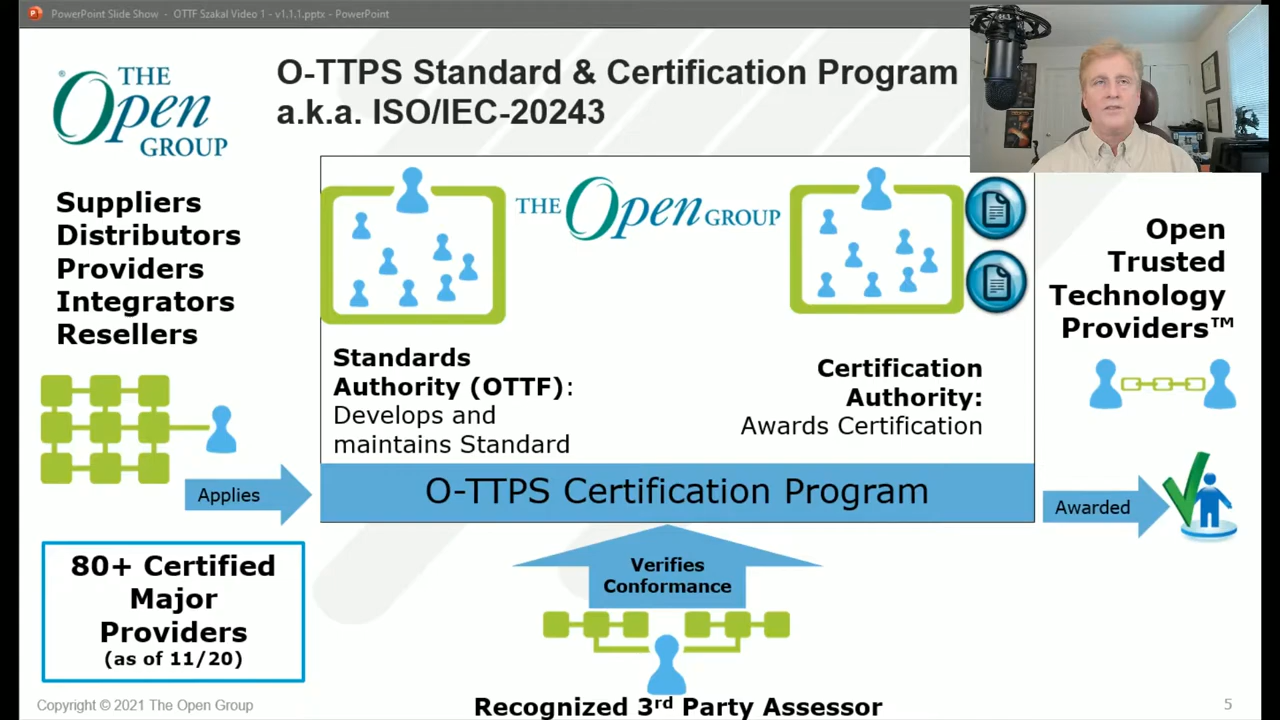 PowerPoint Slide Show - OTTF Szakal Video 1 - v1.1.1.pptx - PowerPoint
® THE
Open
GROUP
O-TTPS Standard & Certification Program
a.k.a. ISO/IEC-20243
Suppliers
Distributors
Providers
Integrators
Resellers
THE Open GROUP
Standards
Authority (OTTF):
Develops and
maintains Standard
Certification
Authority:
Awards Certification
Open
Trusted
Technology
Providers™
Applies
O-TTPS Certification Program
Awarded
80+ Certified
Major
Providers
(as of 11/20)
Verifies
Conformance
Recognized 3rd Party Assessor
Copyright © 2021 The Open Group
5